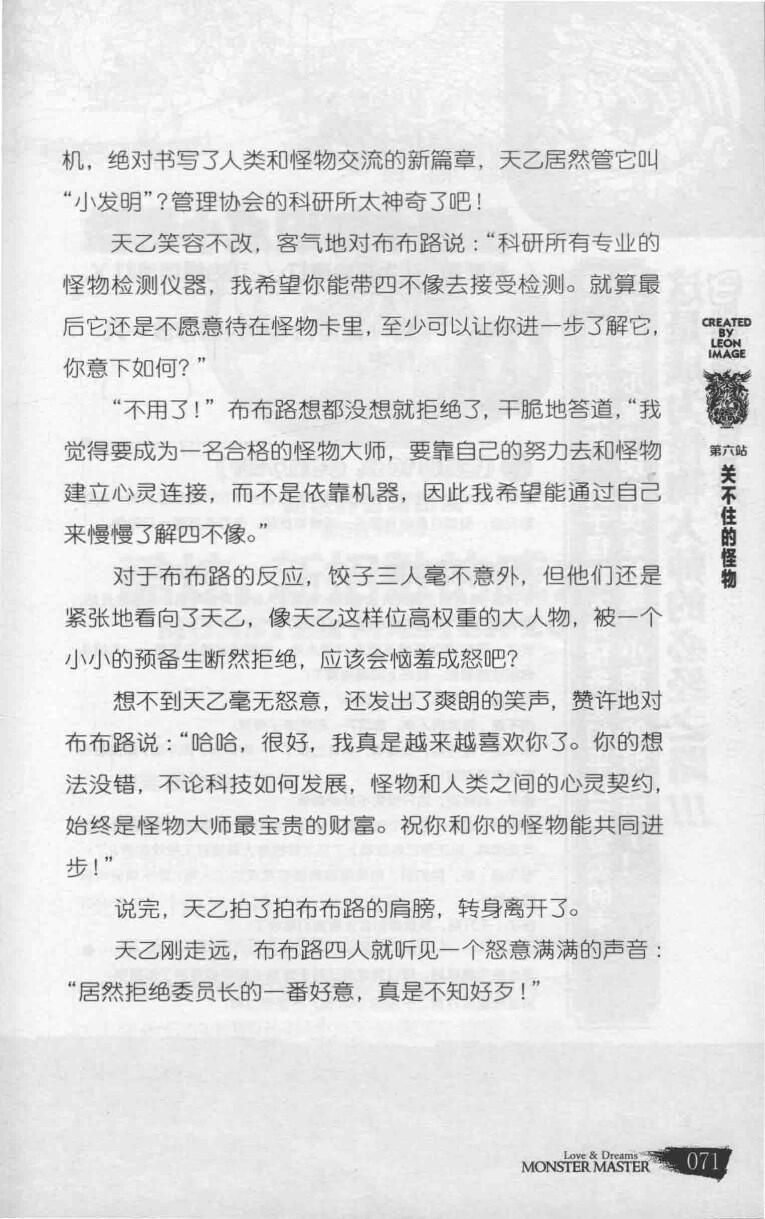 机，绝对书写了人类和怪物交流的新篇章，天乙居然管它叫
“小发明”？管理协会的科研所太神奇了吧！
天乙笑容不改，客气地对布布路说：“科研所有专业的
怪物检测仪器，我希望你能带四不像去接受检测。就算最
后它还是不愿意待在怪物卡里，至少可以让你进一步了解它，
你意下如何？”
“不用了！”布布路想都没想就拒绝了，干脆地答道，“我
觉得要成为一名合格的怪物大师，要靠自己的努力去和怪物
建立心灵连接，而不是依靠机器，因此我希望能通过自己
来慢慢了解四不像。”
对于布布路的反应，饺子三人毫不意外，但他们还是
紧张地看向了天乙，像天乙这样位高权重的大人物，被一个
小小的预备生断然拒绝，应该会恼羞成怒吧？
想不到天乙毫无怒意，还发出了爽朗的笑声，赞许地对
布布路说：“哈哈，很好，我真是越来越喜欢你了。你的想
法没错，不论科技如何发展，怪物和人类之间的心灵契约，
始终是怪物大师最宝贵的财富。祝你和你的怪物能共同进
步！”
说完，天乙拍了拍布布路的肩膀，转身离开了。
天乙刚走远，布布路四人就听见一个怒意满满的声音：
“居然拒绝委员长的一番好意，真是不知好歹！”
CREATED
BY
LEON
IMAGE
第六站
关不住的怪物
Love & Dreams
MONSTER MASTER
071